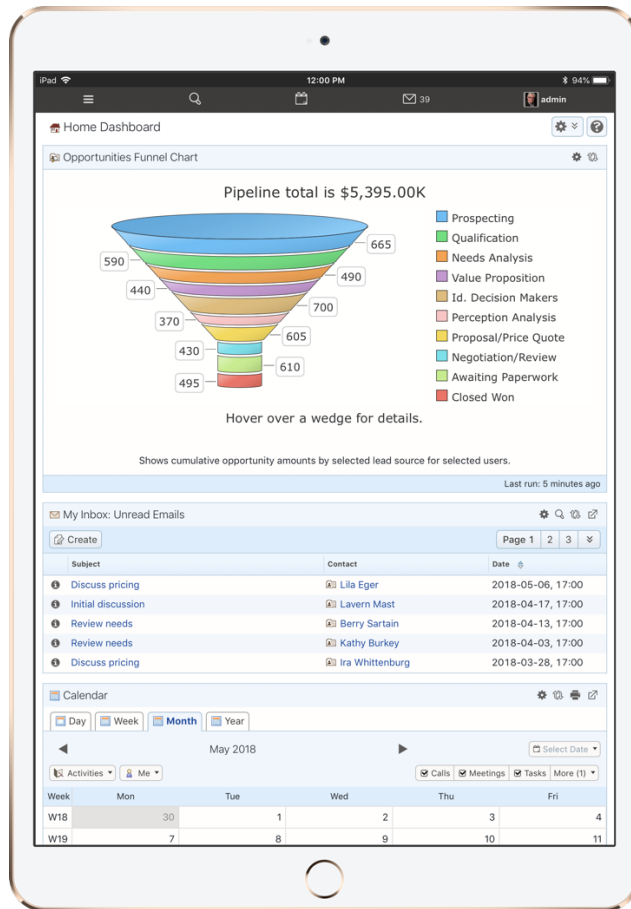 iPad 12:00 PM 94%
39 admin
Home Dashboard
Opportunities Funnel Chart
Pipeline total is $5,395.00K
Prospecting
Qualification
Needs Analysis
Value Proposition
Id. Decision Makers
Perception Analysis
Proposal/Price Quote
Negotiation/Review
Awaiting Paperwork
Closed Won
665
590
490
440
700
370
605
430
610
495
Hover over a wedge for details.
Shows cumulative opportunity amounts by selected lead source for selected users.
Last run: 5 minutes ago
My Inbox: Unread Emails
Create Page 1 2 3
Subject Contact Date
Discuss pricing Lila Eger 2018-05-06, 17:00
Initial discussion Lavern Mast 2018-04-17, 17:00
Review needs Berry Sartain 2018-04-13, 17:00
Review needs Kathy Burkey 2018-04-03, 17:00
Discuss pricing Ira Whittenburg 2018-03-28, 17:00
Calendar
Day Week Month Year
May 2018 Select Date
Activities Me Calls Meetings Tasks More (1)
Week Mon Tue Wed Thu Fri
W18 30 1 2 3 4
W19 7 8 9 10 11